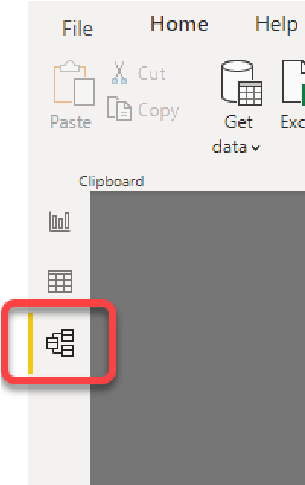 File Home Help
Cut
Copy
Paste
Get
data
Exc
Clipboard